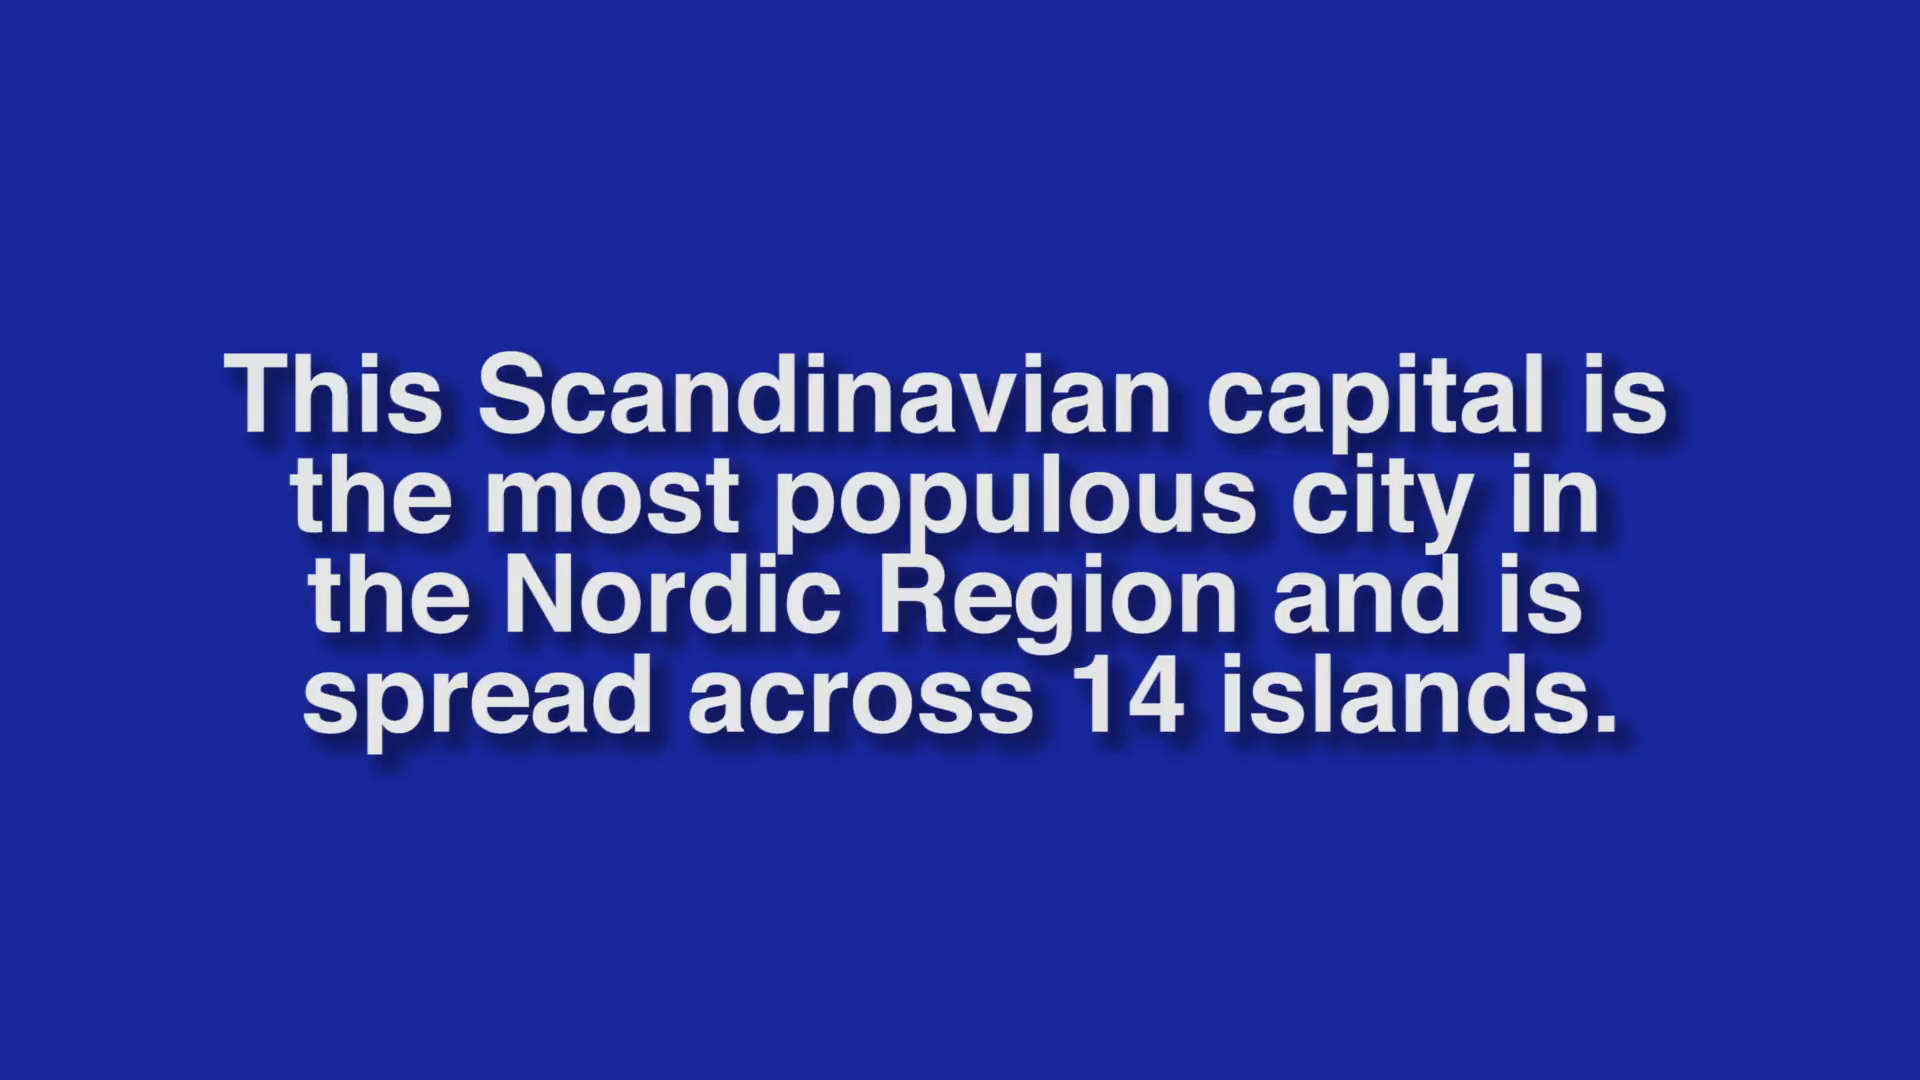 This Scandinavian capital is
the most populous city in
the Nordic Region and is
spread across 14 islands.